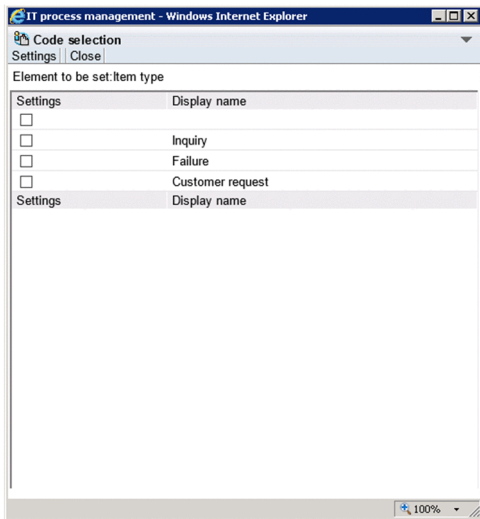 IT process management - Windows Internet Explorer
Code selection
Settings Close
Element to be set:Item type
Settings Display name
Inquiry
Failure
Customer request
Settings Display name
100%